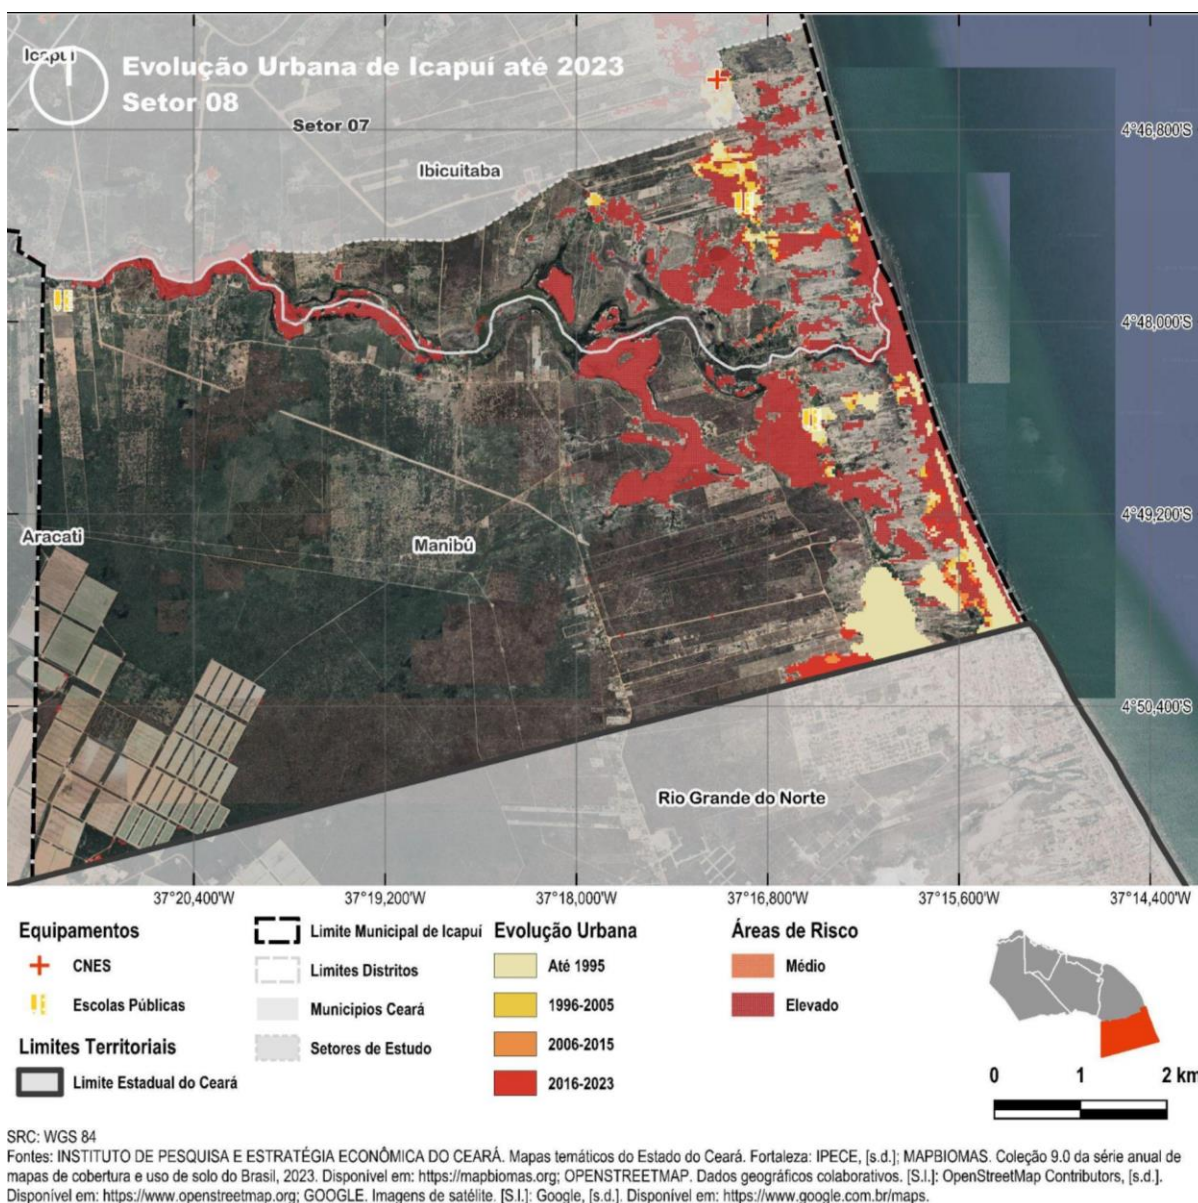 Icapuí
Evolução Urbana de Icapuí até 2023
Setor 08
Setor 07
Ibicuitaba
4°46,800'S
4°48,000'S
4°49,200'S
Aracati
Manibú
4°50,400'S
Rio Grande do Norte
37°20,400'W
37°19,200'W
37°18,000'W
37°16,800'W
37°15,600'W
37°14,400'W
Equipamentos
CNES
Escolas Públicas
Limites Territoriais
Limite Estadual do Ceará
Limite Municipal de Icapuí
Limites Distritos
Municipios Ceará
Setores de Estudo
Evolução Urbana
Até 1995
1996-2005
2006-2015
2016-2023
Áreas de Risco
Médio
Elevado
0 1 2 km
SRC: WGS 84
Fontes: INSTITUTO DE PESQUISA E ESTRATÉGIA ECONÔMICA DO CEARÁ. Mapas temáticos do Estado do Ceará. Fortaleza: IPECE, [s.d.]; MAPBIOMAS. Coleção 9.0 da série anual de
mapas de cobertura e uso de solo do Brasil, 2023. Disponível em: https://mapbiomas.org; OPENSTREETMAP. Dados geográficos colaborativos. [S.l.]: OpenStreetMap Contributors, [s.d.].
Disponível em: https://www.openstreetmap.org; GOOGLE. Imagens de satélite. [S.l.]: Google, [s.d.]. Disponível em: https://www.google.com.br/maps.